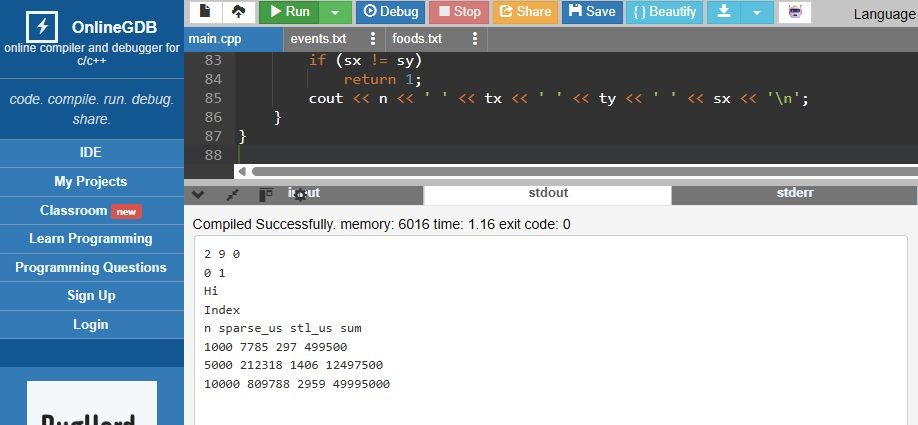 OnlineGDB
online compiler and debugger for
c/c++
code. compile. run. debug.
share.
IDE
My Projects
Classroom new
Learn Programming
Programming Questions
Sign Up
Login
Run
Debug
Stop
Share
Save
{ } Beautify
Language
main.cpp
events.txt
foods.txt
83 if (sx != sy)
84 return 1;
85 cout << n << ' ' << tx << ' ' << ty << ' ' << sx << '\n';
86 }
87 }
88
input
stdout
stderr
Compiled Successfully. memory: 6016 time: 1.16 exit code: 0
2 9 0
0 1
Hi
Index
n sparse_us stl_us sum
1000 7785 297 499500
5000 212318 1406 12497500
10000 809788 2959 49995000